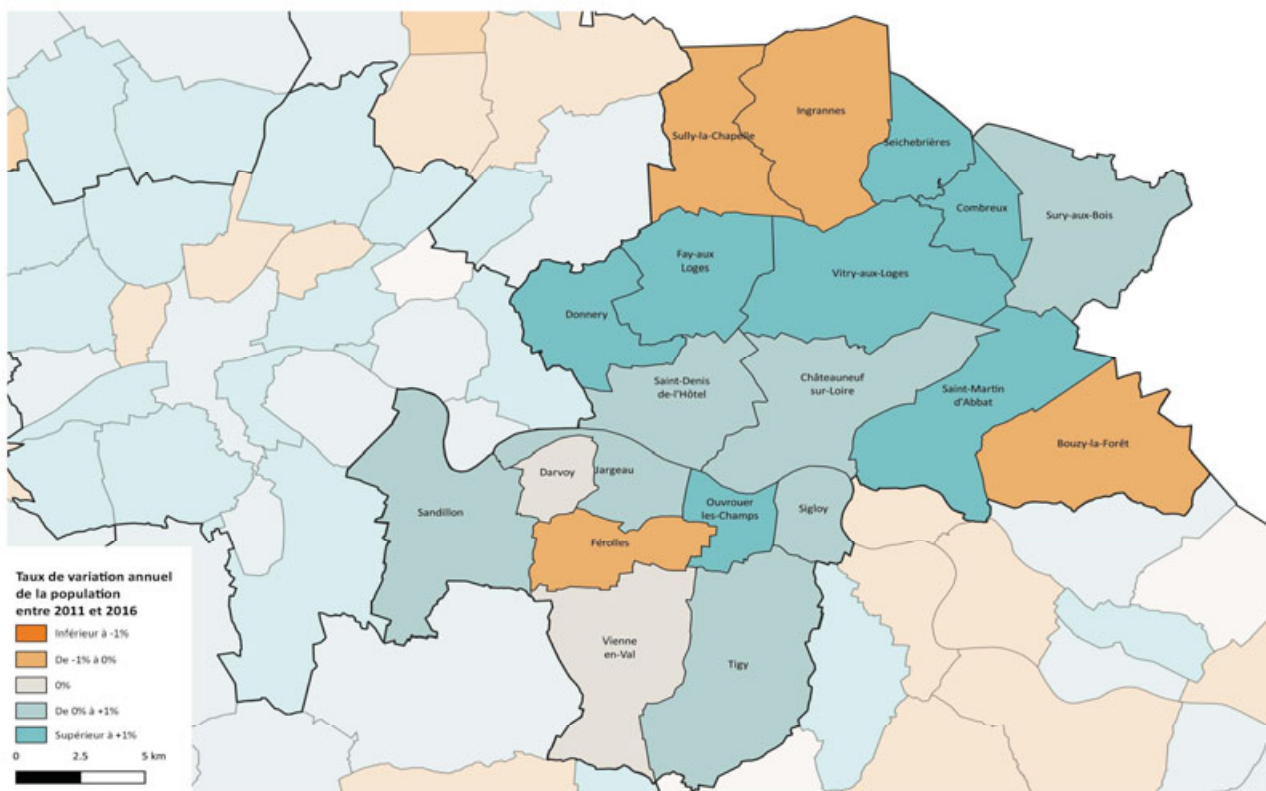 Sully-la-Chapelle
Ingrannes
Seichebrières
Combreux
Sury-aux-Bois
Fay-aux
Loges
Vitry-aux-Loges
Donnery
Saint-Denis
de-l'Hôtel
Châteauneuf
sur-Loire
Saint-Martin
d'Abbat
Bouzy-la-Forêt
Darvoy
Jargeau
Sandillon
Ouvrouer
les-Champs
Sigloy
Férolles
Vienne
en-Val
Tigy
Taux de variation annuel
de la population
entre 2011 et 2016
Inférieur à -1%
De -1% à 0%
0%
De 0% à +1%
Supérieur à +1%
0 2.5 5 km